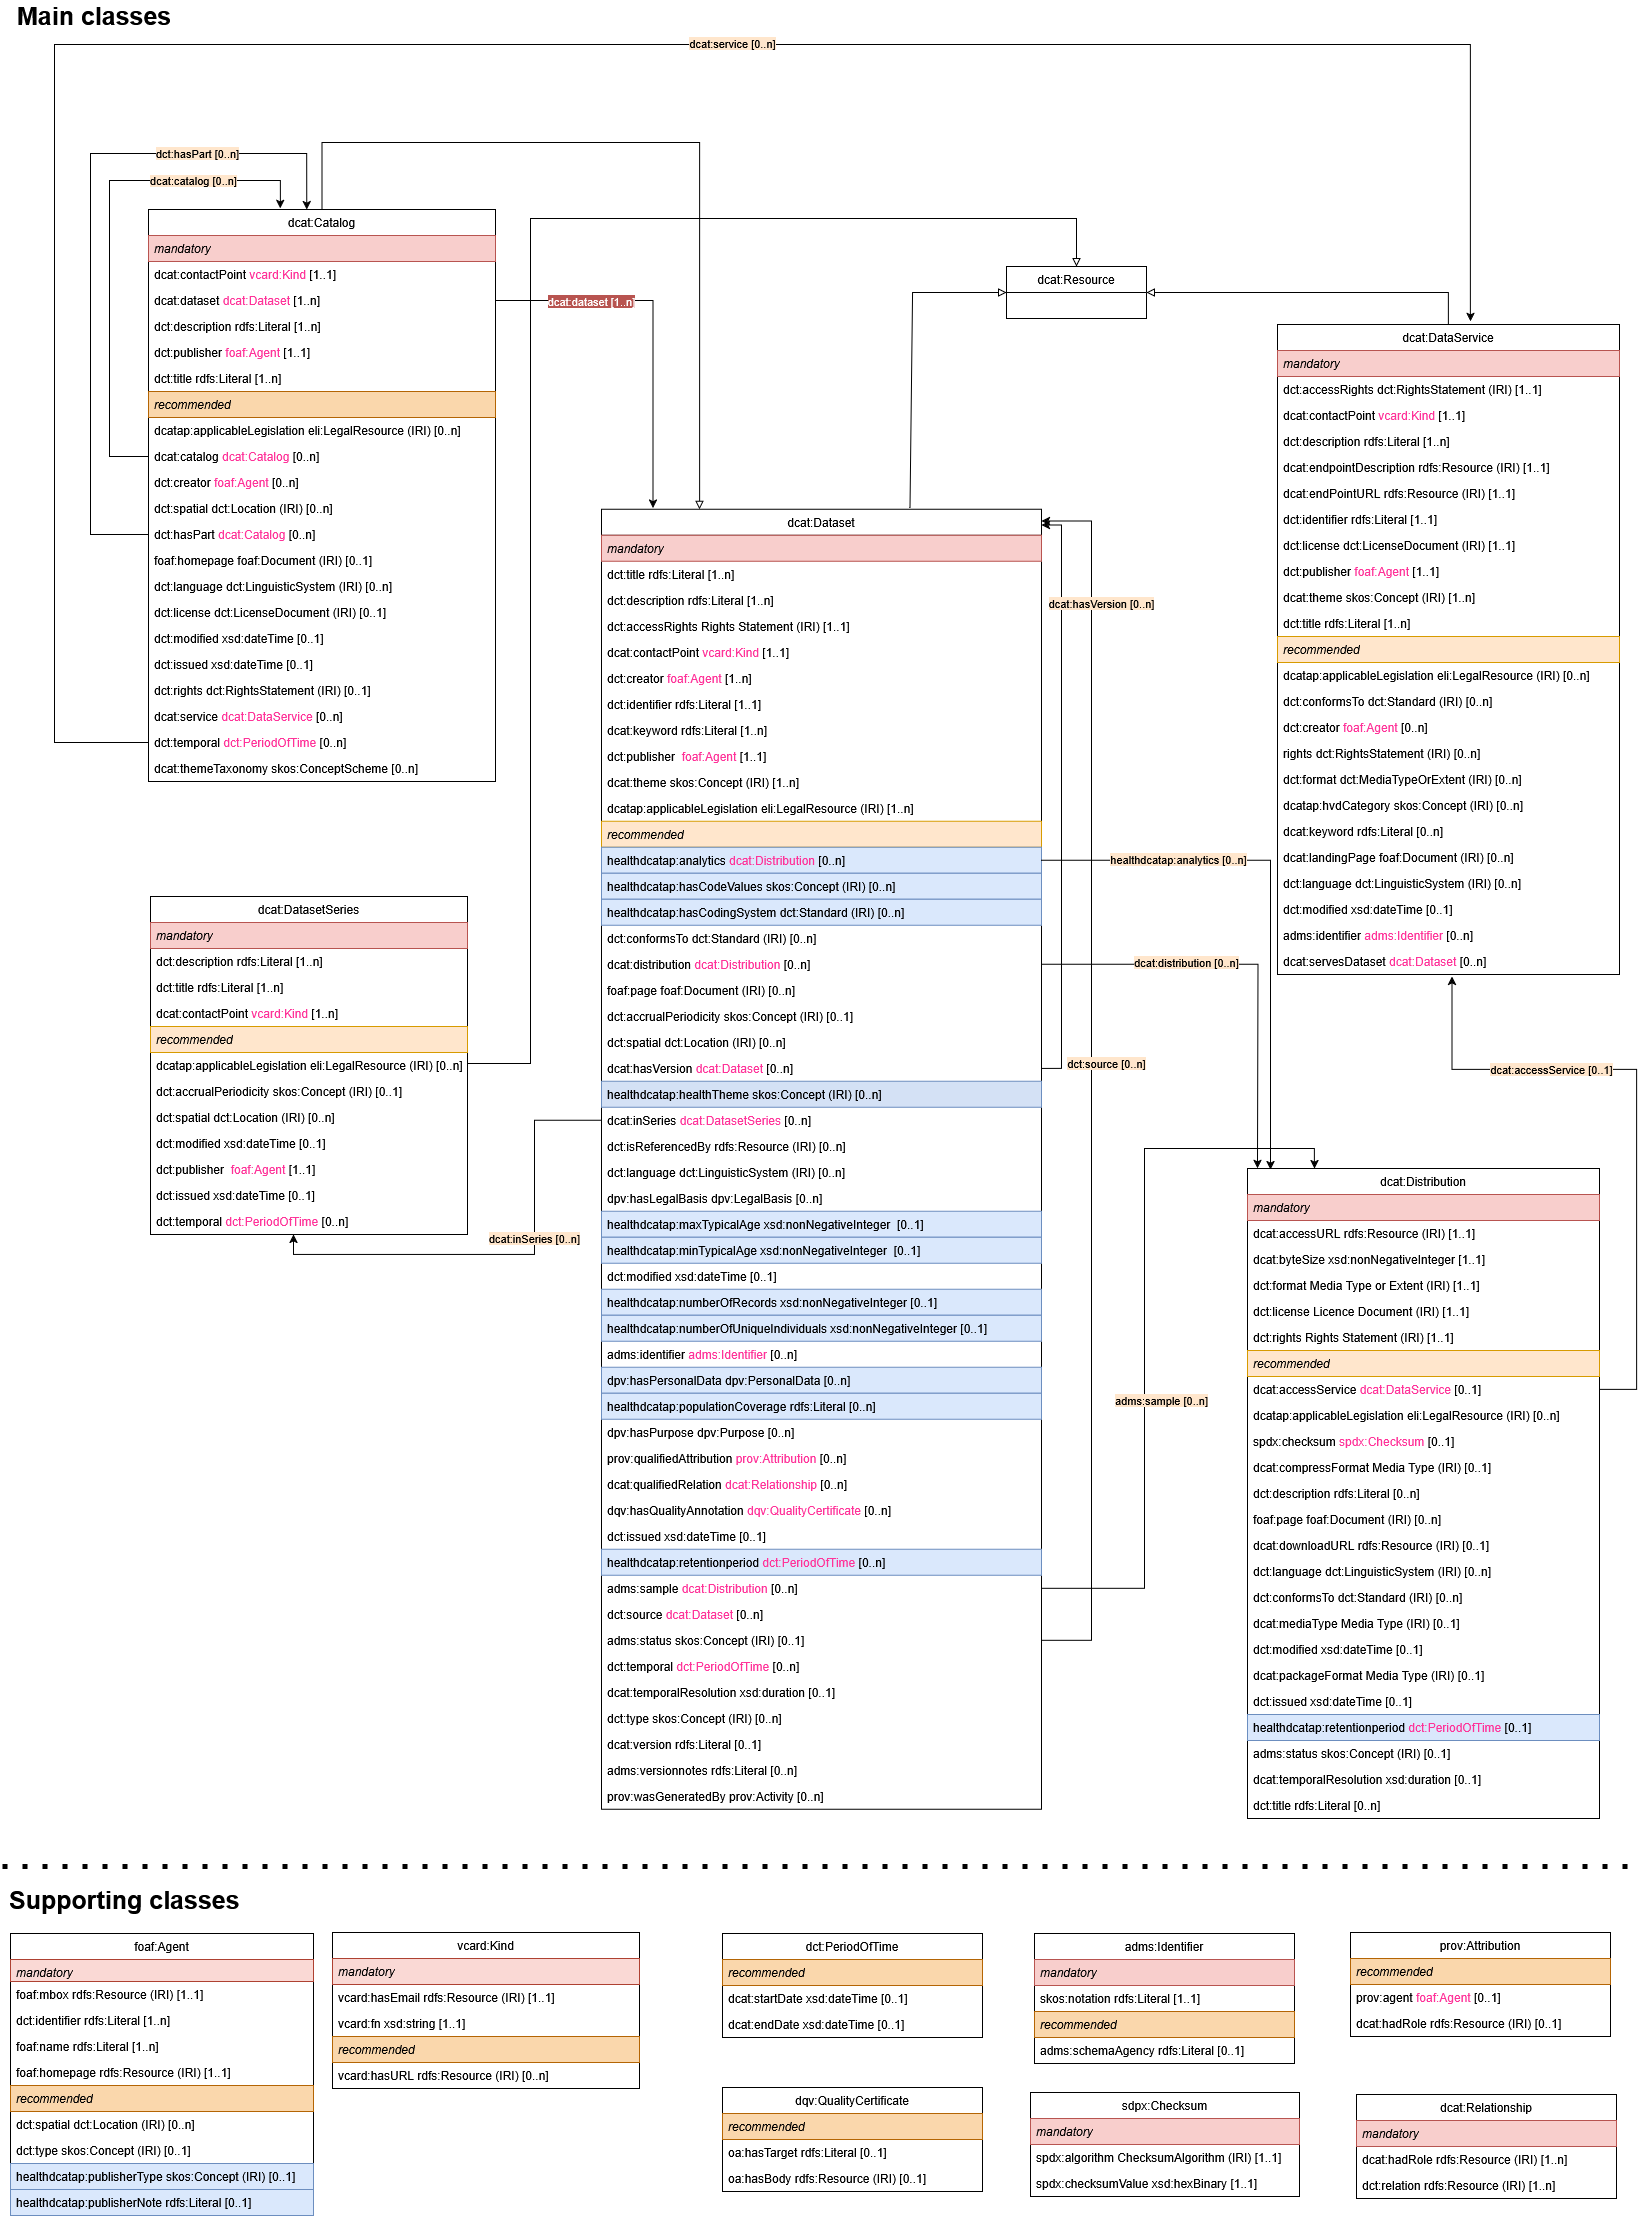 Main classes
dcat:service [0..n]
dct:hasPart [0..n]
dcat:catalog [0..n]
dcat:Catalog
mandatory
dcat:contactPoint vcard:Kind [1..1]
dcat:dataset dcat:Dataset [1..n]
dct:description rdfs:Literal [1..n]
dct:publisher foaf:Agent [1..1]
dct:title rdfs:Literal [1..n]
recommended
dcatap:applicableLegislation eli:LegalResource (IRI) [0..n]
dcat:catalog dcat:Catalog [0..n]
dct:creator foaf:Agent [0..n]
dct:spatial dct:Location (IRI) [0..n]
dct:hasPart dcat:Catalog [0..n]
foaf:homepage foaf:Document (IRI) [0..1]
dct:language dct:LinguisticSystem (IRI) [0..n]
dct:license dct:LicenseDocument (IRI) [0..1]
dct:modified xsd:dateTime [0..1]
dct:issued xsd:dateTime [0..1]
dct:rights dct:RightsStatement (IRI) [0..1]
dcat:service dcat:DataService [0..n]
dct:temporal dct:PeriodOfTime [0..n]
dcat:themeTaxonomy skos:ConceptScheme [0..n]
dcat:dataset [1..n]
dcat:Resource
dcat:DataService
mandatory
dct:accessRights dct:RightsStatement (IRI) [1..1]
dcat:contactPoint vcard:Kind [1..1]
dct:description rdfs:Literal [1..n]
dcat:endpointDescription rdfs:Resource (IRI) [1..1]
dcat:endPointURL rdfs:Resource (IRI) [1..1]
dct:identifier rdfs:Literal [1..1]
dct:license dct:LicenseDocument (IRI) [1..1]
dct:publisher foaf:Agent [1..1]
dcat:theme skos:Concept (IRI) [1..n]
dct:title rdfs:Literal [1..n]
recommended
dcatap:applicableLegislation eli:LegalResource (IRI) [0..n]
dct:conformsTo dct:Standard (IRI) [0..n]
dct:creator foaf:Agent [0..n]
rights dct:RightsStatement (IRI) [0..n]
dct:format dct:MediaTypeOrExtent (IRI) [0..n]
dcatap:hvdCategory skos:Concept (IRI) [0..n]
dcat:keyword rdfs:Literal [0..n]
dcat:landingPage foaf:Document (IRI) [0..n]
dct:language dct:LinguisticSystem (IRI) [0..n]
dct:modified xsd:dateTime [0..1]
adms:identifier adms:Identifier [0..n]
dcat:servesDataset dcat:Dataset [0..n]
dcat:Dataset
mandatory
dct:title rdfs:Literal [1..n]
dct:description rdfs:Literal [1..n]
dct:accessRights Rights Statement (IRI) [1..1]
dcat:contactPoint vcard:Kind [1..1]
dct:creator foaf:Agent [1..n]
dct:identifier rdfs:Literal [1..1]
dcat:keyword rdfs:Literal [1..n]
dct:publisher foaf:Agent [1..1]
dcat:theme skos:Concept (IRI) [1..n]
dcatap:applicableLegislation eli:LegalResource (IRI) [1..n]
recommended
healthdcatap:analytics dcat:Distribution [0..n]
healthdcatap:hasCodeValues skos:Concept (IRI) [0..n]
healthdcatap:hasCodingSystem dct:Standard (IRI) [0..n]
dct:conformsTo dct:Standard (IRI) [0..n]
dcat:distribution dcat:Distribution [0..n]
foaf:page foaf:Document (IRI) [0..n]
dct:accrualPeriodicity skos:Concept (IRI) [0..1]
dct:spatial dct:Location (IRI) [0..n]
dcat:hasVersion dcat:Dataset [0..n]
healthdcatap:healthTheme skos:Concept (IRI) [0..n]
dcat:inSeries dcat:DatasetSeries [0..n]
dct:isReferencedBy rdfs:Resource (IRI) [0..n]
dct:language dct:LinguisticSystem (IRI) [0..n]
dpv:hasLegalBasis dpv:LegalBasis [0..n]
healthdcatap:maxTypicalAge xsd:nonNegativeInteger [0..1]
healthdcatap:minTypicalAge xsd:nonNegativeInteger [0..1]
dct:modified xsd:dateTime [0..1]
healthdcatap:numberOfRecords xsd:nonNegativeInteger [0..1]
healthdcatap:numberOfUniqueIndividuals xsd:nonNegativeInteger [0..1]
adms:identifier adms:Identifier [0..n]
dpv:hasPersonalData dpv:PersonalData [0..n]
healthdcatap:populationCoverage rdfs:Literal [0..n]
dpv:hasPurpose dpv:Purpose [0..n]
prov:qualifiedAttribution prov:Attribution [0..n]
dcat:qualifiedRelation dcat:Relationship [0..n]
dqv:hasQualityAnnotation dqv:QualityCertificate [0..n]
dct:issued xsd:dateTime [0..1]
healthdcatap:retentionperiod dct:PeriodOfTime [0..n]
adms:sample dcat:Distribution [0..n]
dct:source dcat:Dataset [0..n]
adms:status skos:Concept (IRI) [0..1]
dct:temporal dct:PeriodOfTime [0..n]
dcat:temporalResolution xsd:duration [0..1]
dct:type skos:Concept (IRI) [0..n]
dcat:version rdfs:Literal [0..1]
adms:versionnotes rdfs:Literal [0..n]
prov:wasGeneratedBy prov:Activity [0..n]
dcat:hasVersion [0..n]
healthdcatap:analytics [0..n]
dcat:distribution [0..n]
dct:source [0..n]
dcat:accessService [0..1]
adms:sample [0..n]
dcat:inSeries [0..n]
dcat:DatasetSeries
mandatory
dct:description rdfs:Literal [1..n]
dct:title rdfs:Literal [1..n]
dcat:contactPoint vcard:Kind [1..n]
recommended
dcatap:applicableLegislation eli:LegalResource (IRI) [0..n]
dct:accrualPeriodicity skos:Concept (IRI) [0..1]
dct:spatial dct:Location (IRI) [0..n]
dct:modified xsd:dateTime [0..1]
dct:publisher foaf:Agent [1..1]
dct:issued xsd:dateTime [0..1]
dct:temporal dct:PeriodOfTime [0..n]
dcat:Distribution
mandatory
dcat:accessURL rdfs:Resource (IRI) [1..1]
dcat:byteSize xsd:nonNegativeInteger [1..1]
dct:format Media Type or Extent (IRI) [1..1]
dct:license Licence Document (IRI) [1..1]
dct:rights Rights Statement (IRI) [1..1]
recommended
dcat:accessService dcat:DataService [0..1]
dcatap:applicableLegislation eli:LegalResource (IRI) [0..n]
spdx:checksum spdx:Checksum [0..1]
dcat:compressFormat Media Type (IRI) [0..1]
dct:description rdfs:Literal [0..n]
foaf:page foaf:Document (IRI) [0..n]
dcat:downloadURL rdfs:Resource (IRI) [0..1]
dct:language dct:LinguisticSystem (IRI) [0..n]
dct:conformsTo dct:Standard (IRI) [0..n]
dcat:mediaType Media Type (IRI) [0..1]
dct:modified xsd:dateTime [0..1]
dcat:packageFormat Media Type (IRI) [0..1]
dct:issued xsd:dateTime [0..1]
healthdcatap:retentionperiod dct:PeriodOfTime [0..1]
adms:status skos:Concept (IRI) [0..1]
dcat:temporalResolution xsd:duration [0..1]
dct:title rdfs:Literal [0..n]
Supporting classes
foaf:Agent
mandatory
foaf:mbox rdfs:Resource (IRI) [1..1]
dct:identifier rdfs:Literal [1..n]
foaf:name rdfs:Literal [1..n]
foaf:homepage rdfs:Resource (IRI) [1..1]
recommended
dct:spatial dct:Location (IRI) [0..n]
dct:type skos:Concept (IRI) [0..1]
healthdcatap:publisherType skos:Concept (IRI) [0..1]
healthdcatap:publisherNote rdfs:Literal [0..1]
vcard:Kind
mandatory
vcard:hasEmail rdfs:Resource (IRI) [1..1]
vcard:fn xsd:string [1..1]
recommended
vcard:hasURL rdfs:Resource (IRI) [0..n]
dct:PeriodOfTime
recommended
dcat:startDate xsd:dateTime [0..1]
dcat:endDate xsd:dateTime [0..1]
adms:Identifier
mandatory
skos:notation rdfs:Literal [1..1]
recommended
adms:schemaAgency rdfs:Literal [0..1]
prov:Attribution
recommended
prov:agent foaf:Agent [0..1]
dcat:hadRole rdfs:Resource (IRI) [0..1]
dqv:QualityCertificate
recommended
oa:hasTarget rdfs:Literal [0..1]
oa:hasBody rdfs:Resource (IRI) [0..1]
sdpx:Checksum
mandatory
spdx:algorithm ChecksumAlgorithm (IRI) [1..1]
spdx:checksumValue xsd:hexBinary [1..1]
dcat:Relationship
mandatory
dcat:hadRole rdfs:Resource (IRI) [1..n]
dct:relation rdfs:Resource (IRI) [1..n]